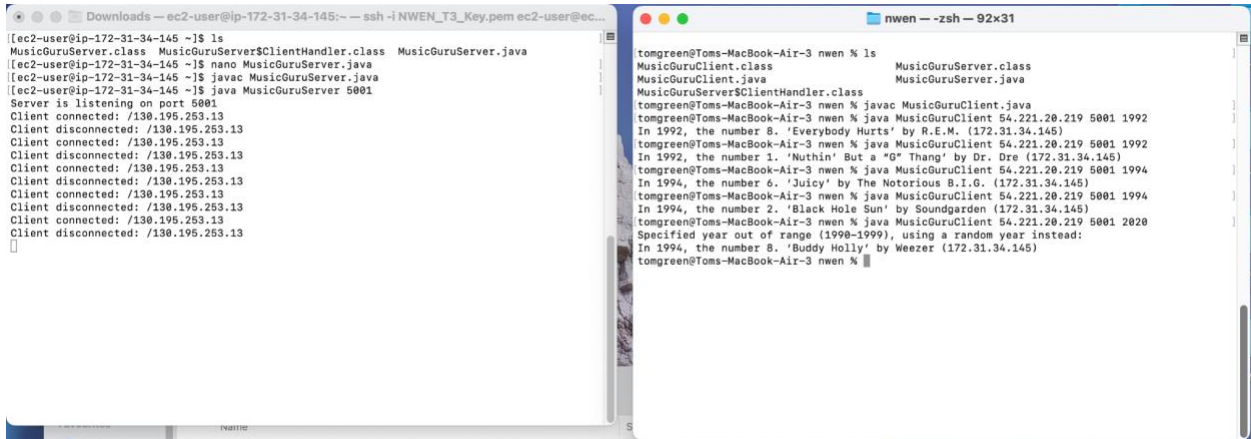 Downloads — ec2-user@ip-172-31-34-145:~ — ssh -i NWEN_T3_Key.pem ec2-user@ec...
[[ec2-user@ip-172-31-34-145 ~]$ ls
MusicGuruServer.class  MusicGuruServer$ClientHandler.class  MusicGuruServer.java
[[ec2-user@ip-172-31-34-145 ~]$ nano MusicGuruServer.java
[[ec2-user@ip-172-31-34-145 ~]$ javac MusicGuruServer.java
[[ec2-user@ip-172-31-34-145 ~]$ java MusicGuruServer 5001
Server is listening on port 5001
Client connected: /130.195.253.13
Client disconnected: /130.195.253.13
Client connected: /130.195.253.13
Client disconnected: /130.195.253.13
Client connected: /130.195.253.13
Client disconnected: /130.195.253.13
Client connected: /130.195.253.13
Client disconnected: /130.195.253.13
Client connected: /130.195.253.13
Client disconnected: /130.195.253.13
nwen — -zsh — 92×31
[tomgreen@Toms-MacBook-Air-3 nwen % ls
MusicGuruClient.class MusicGuruServer.class
MusicGuruClient.java MusicGuruServer.java
MusicGuruServer$ClientHandler.class
[tomgreen@Toms-MacBook-Air-3 nwen % javac MusicGuruClient.java
[tomgreen@Toms-MacBook-Air-3 nwen % java MusicGuruClient 54.221.20.219 5001 1992
In 1992, the number 8. ‘Everybody Hurts’ by R.E.M. (172.31.34.145)
[tomgreen@Toms-MacBook-Air-3 nwen % java MusicGuruClient 54.221.20.219 5001 1992
In 1992, the number 1. ‘Nuthin’ But a “G” Thang’ by Dr. Dre (172.31.34.145)
[tomgreen@Toms-MacBook-Air-3 nwen % java MusicGuruClient 54.221.20.219 5001 1994
In 1994, the number 6. ‘Juicy’ by The Notorious B.I.G. (172.31.34.145)
[tomgreen@Toms-MacBook-Air-3 nwen % java MusicGuruClient 54.221.20.219 5001 1994
In 1994, the number 2. ‘Black Hole Sun’ by Soundgarden (172.31.34.145)
[tomgreen@Toms-MacBook-Air-3 nwen % java MusicGuruClient 54.221.20.219 5001 2020
Specified year out of range (1990-1999), using a random year instead:
In 1994, the number 8. ‘Buddy Holly’ by Weezer (172.31.34.145)
tomgreen@Toms-MacBook-Air-3 nwen %
Name